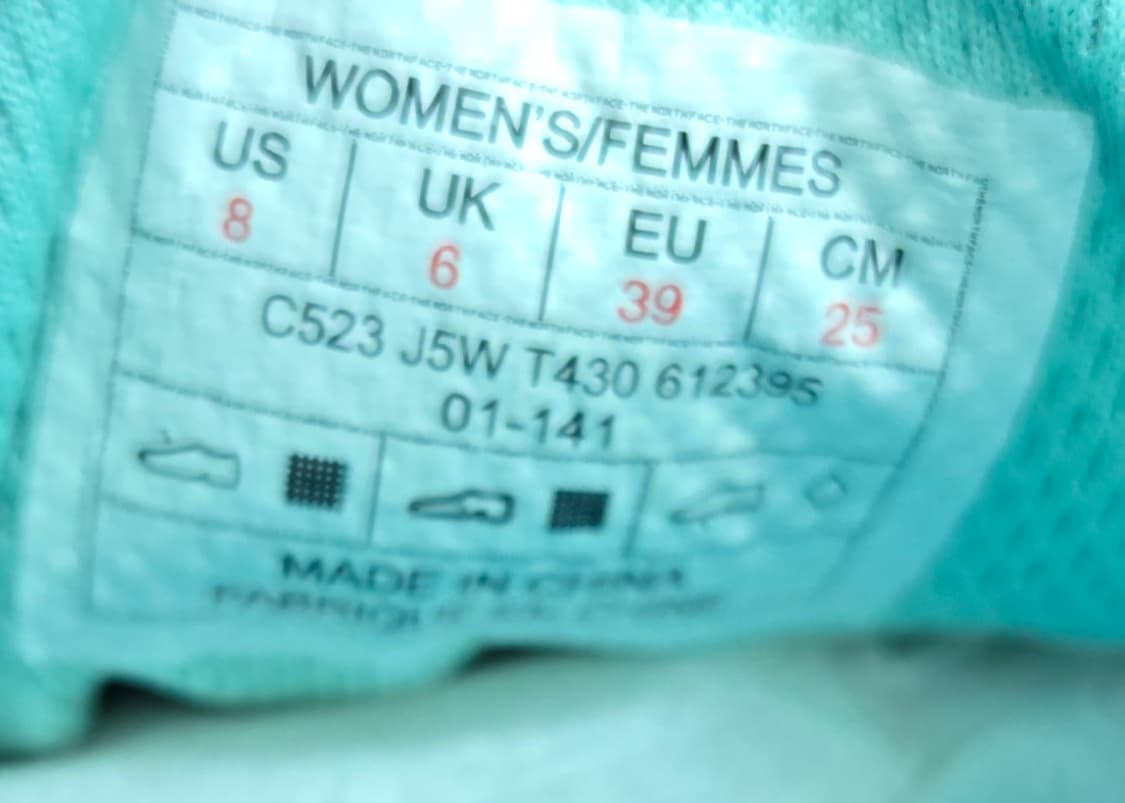 WOMEN'S/FEMMES
US UK EU CM
8 6 39 25
C523 J5W T430 612395
01-141
MADE IN CHINA